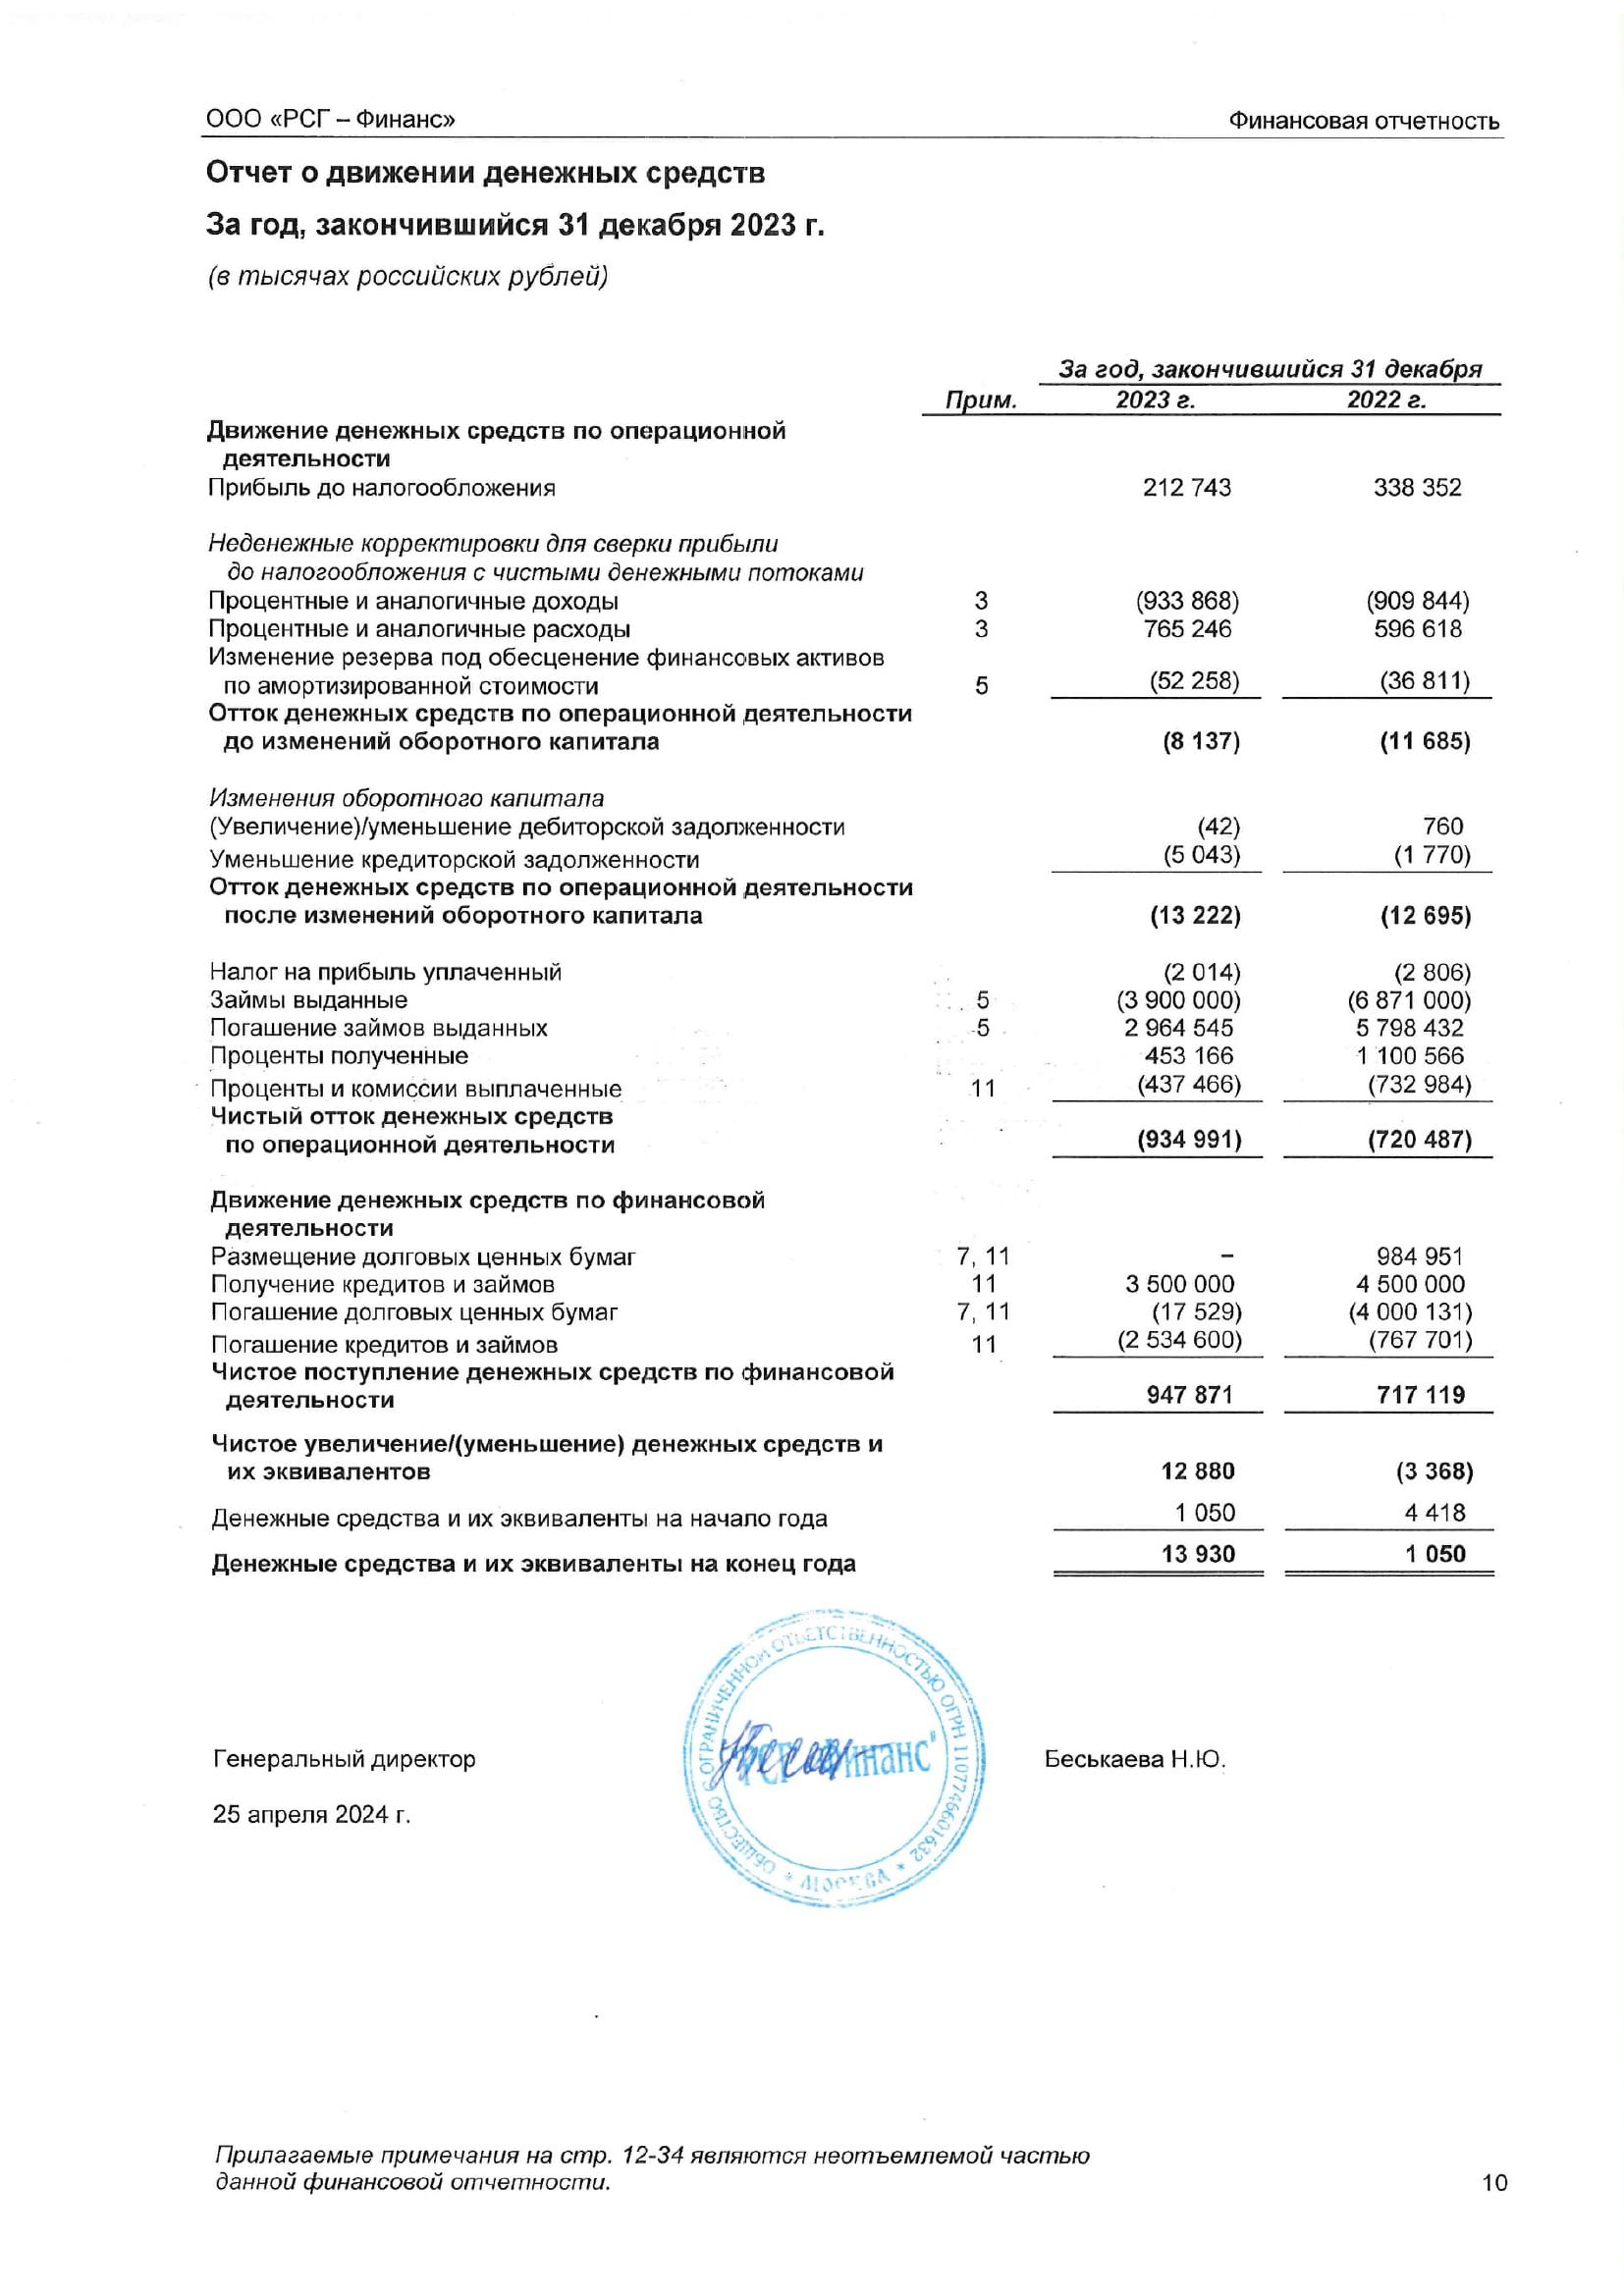 ООО «РСГ – Финанс» Финансовая отчетность
Отчет о движении денежных средств
За год, закончившийся 31 декабря 2023 г.
(в тысячах российских рублей)
За год, закончившийся 31 декабря
Прим. 2023 г. 2022 г.
Движение денежных средств по операционной
деятельности
Прибыль до налогообложения 212 743 338 352
Неденежные корректировки для сверки прибыли
до налогообложения с чистыми денежными потоками
Процентные и аналогичные доходы 3 (933 868) (909 844)
Процентные и аналогичные расходы 3 765 246 596 618
Изменение резерва под обесценение финансовых активов
по амортизированной стоимости 5 (52 258) (36 811)
Отток денежных средств по операционной деятельности
до изменений оборотного капитала (8 137) (11 685)
Изменения оборотного капитала
(Увеличение)/уменьшение дебиторской задолженности (42) 760
Уменьшение кредиторской задолженности (5 043) (1 770)
Отток денежных средств по операционной деятельности
после изменений оборотного капитала (13 222) (12 695)
Налог на прибыль уплаченный (2 014) (2 806)
Займы выданные 5 (3 900 000) (6 871 000)
Погашение займов выданных 5 2 964 545 5 798 432
Проценты полученные 453 166 1 100 566
Проценты и комиссии выплаченные 11 (437 466) (732 984)
Чистый отток денежных средств
по операционной деятельности (934 991) (720 487)
Движение денежных средств по финансовой
деятельности
Размещение долговых ценных бумаг 7, 11 – 984 951
Получение кредитов и займов 11 3 500 000 4 500 000
Погашение долговых ценных бумаг 7, 11 (17 529) (4 000 131)
Погашение кредитов и займов 11 (2 534 600) (767 701)
Чистое поступление денежных средств по финансовой
деятельности 947 871 717 119
Чистое увеличение/(уменьшение) денежных средств и
их эквивалентов 12 880 (3 368)
Денежные средства и их эквиваленты на начало года 1 050 4 418
Денежные средства и их эквиваленты на конец года 13 930 1 050
ОБЩЕСТВО С ОГРАНИЧЕННОЙ ОТВЕТСТВЕННОСТЬЮ ОГРН 1107746601632 * МОСКВА *
Генеральный директор Беськаева Н.Ю.
25 апреля 2024 г.
Прилагаемые примечания на стр. 12-34 являются неотъемлемой частью
данной финансовой отчетности. 10